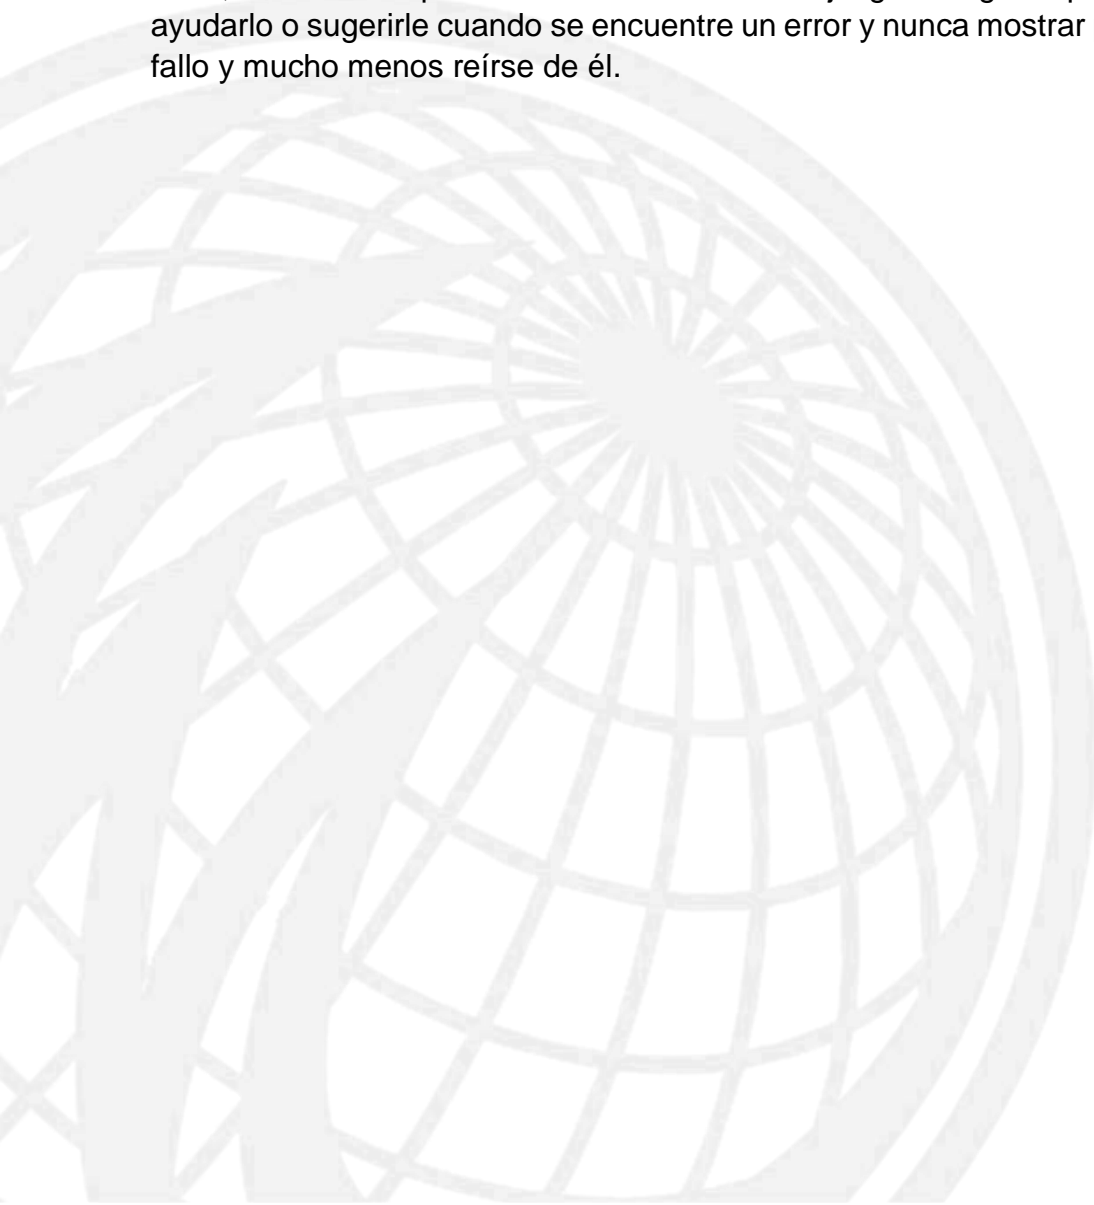 ayudarlo o sugerirle cuando se encuentre un error y nunca mostrar
fallo y mucho menos reírse de él.